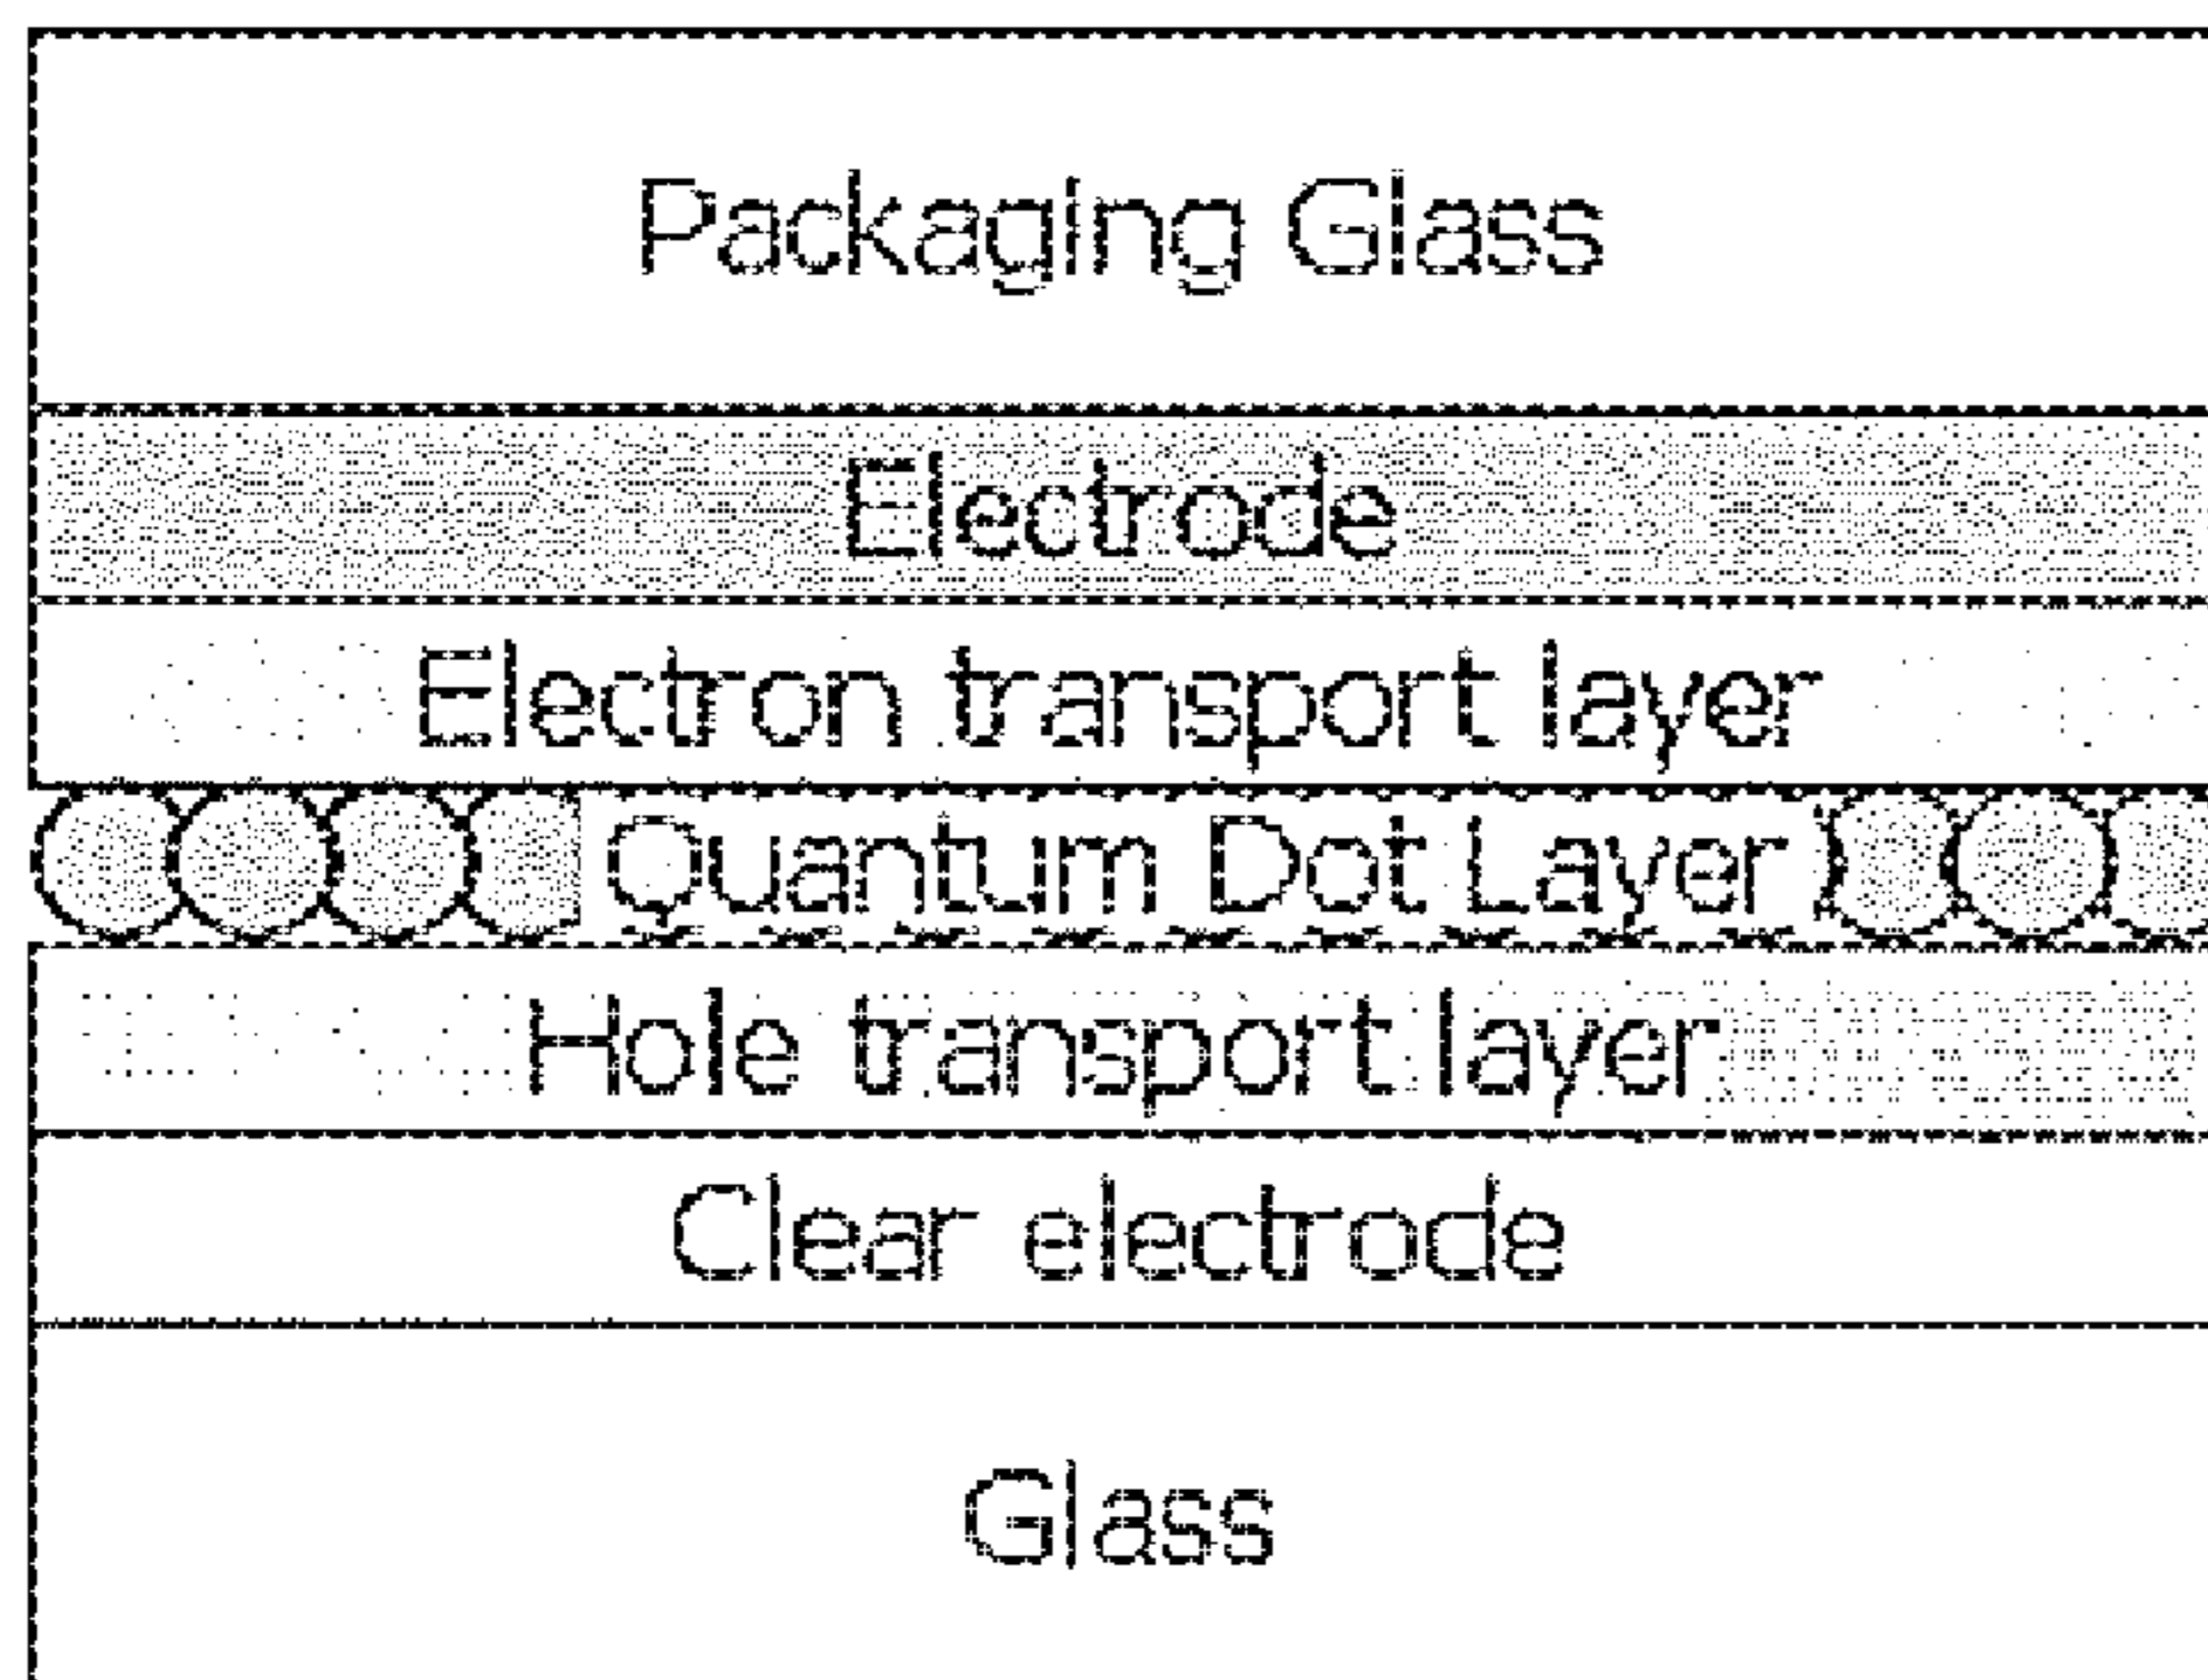 Packaging Glass
Electrode
Electron transport layer
Quantum Dot Layer
Hole transport layer
Clear electrode
Glass